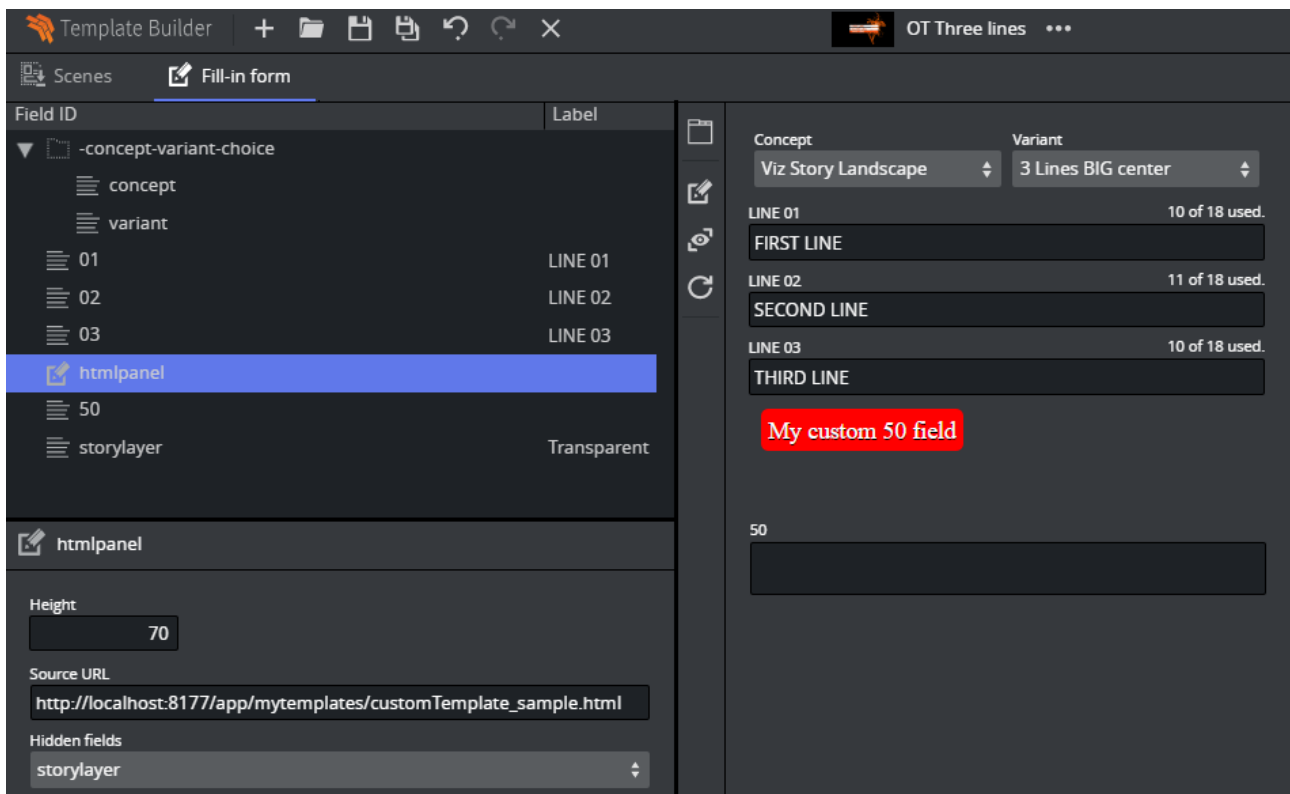 Template Builder
OT Three lines
Scenes
Fill-in form
Field ID
Label
-concept-variant-choice
concept
variant
01
LINE 01
02
LINE 02
03
LINE 03
htmlpanel
50
storylayer
Transparent
htmlpanel
Height
70
Source URL
http://localhost:8177/app/mytemplates/customTemplate_sample.html
Hidden fields
storylayer
Concept
Variant
Viz Story Landscape
3 Lines BIG center
LINE 01
10 of 18 used.
FIRST LINE
LINE 02
11 of 18 used.
SECOND LINE
LINE 03
10 of 18 used.
THIRD LINE
My custom 50 field
50